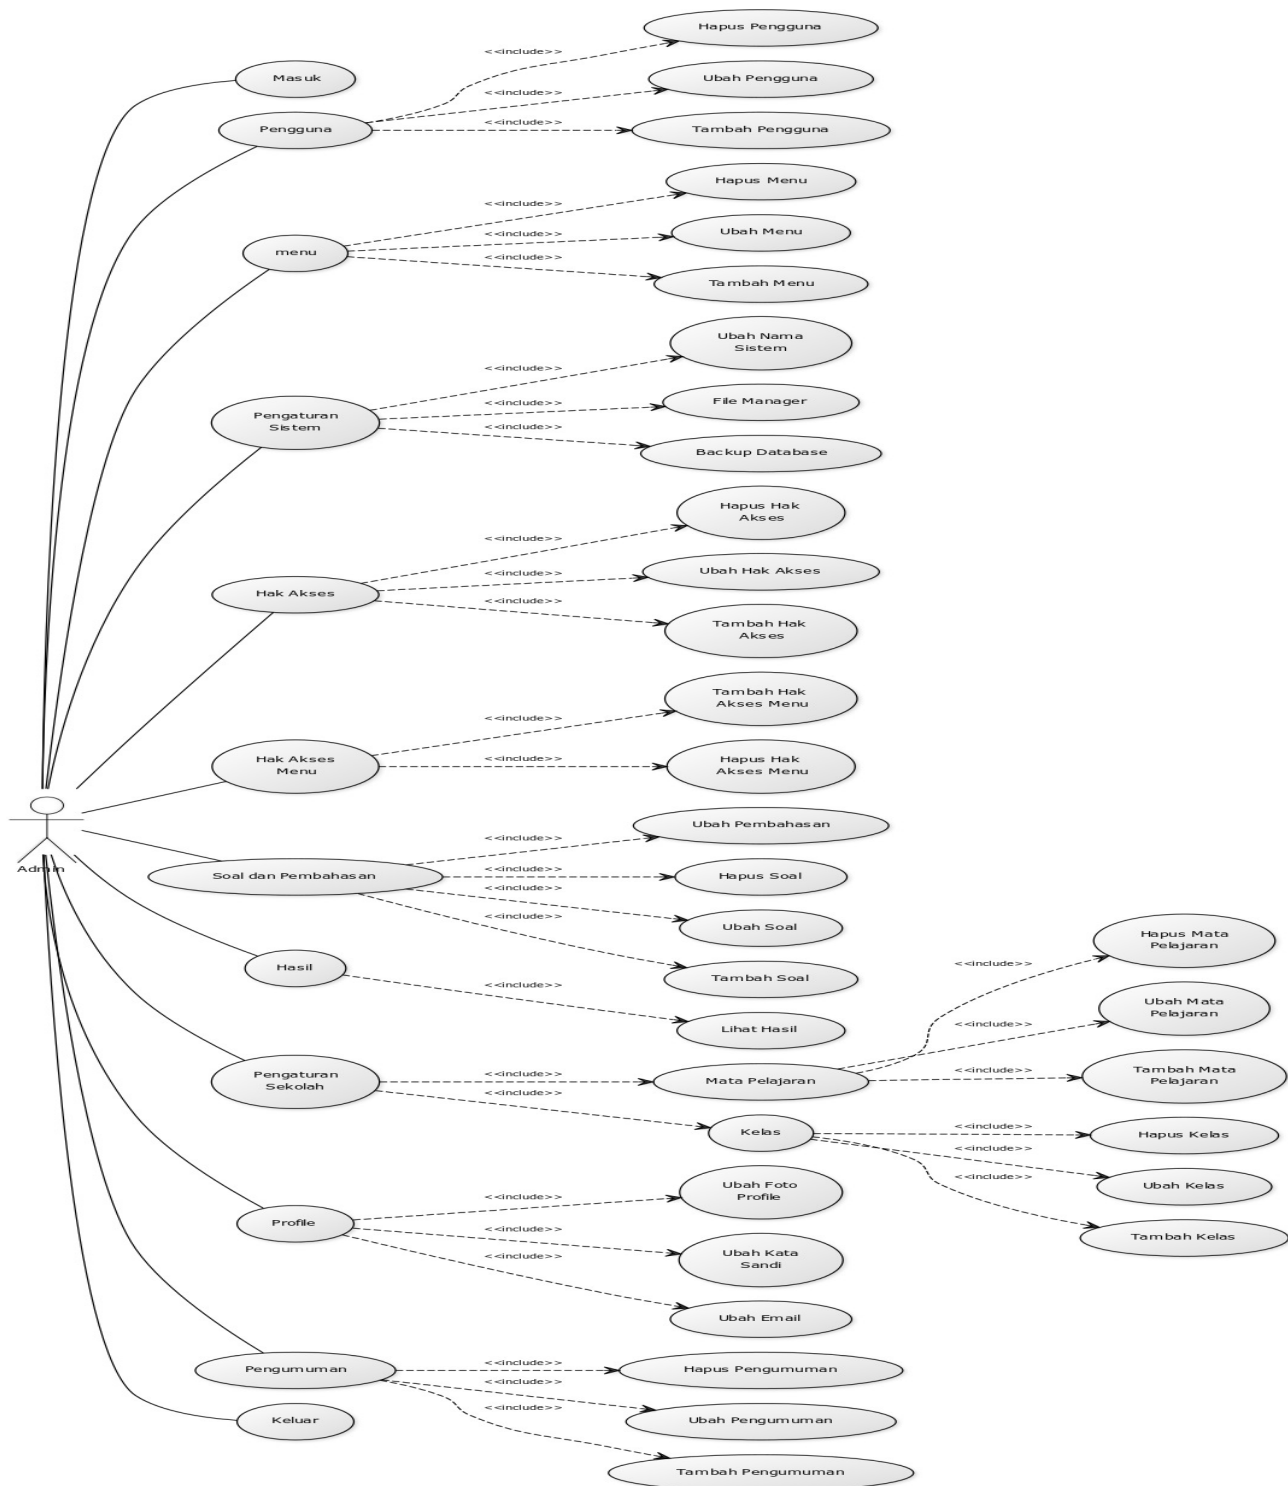 Hapus Pengguna
<<include>>
Masuk
Ubah Pengguna
<<include>>
Pengguna
<<include>>
Tambah Pengguna
Hapus Menu
<<include>>
Ubah Menu
<<include>>
menu
<<include>>
Tambah Menu
Ubah Nama
Sistem
<<include>>
File Manager
<<include>>
Pengaturan
Sistem
<<include>>
Backup Database
Hapus Hak
Akses
<<include>>
Ubah Hak Akses
<<include>>
Hak Akses
<<include>>
Tambah Hak
Akses
Tambah Hak
Akses Menu
<<include>>
Hak Akses
Menu
<<include>>
Hapus Hak
Akses Menu
Admin
Ubah Pembahasan
<<include>>
Soal dan Pembahasan
<<include>>
Hapus Soal
<<include>>
Ubah Soal
<<include>>
Tambah Soal
Hasil
<<include>>
Lihat Hasil
Hapus Mata
Pelajaran
<<include>>
Ubah Mata
Pelajaran
<<include>>
Pengaturan
Sekolah
<<include>>
Mata Pelajaran
<<include>>
Tambah Mata
Pelajaran
<<include>>
Kelas
<<include>>
Hapus Kelas
<<include>>
Ubah Kelas
<<include>>
Tambah Kelas
Ubah Foto
Profile
<<include>>
Profile
<<include>>
Ubah Kata
Sandi
<<include>>
Ubah Email
Pengumuman
<<include>>
Hapus Pengumuman
<<include>>
Ubah Pengumuman
<<include>>
Keluar
Tambah Pengumuman